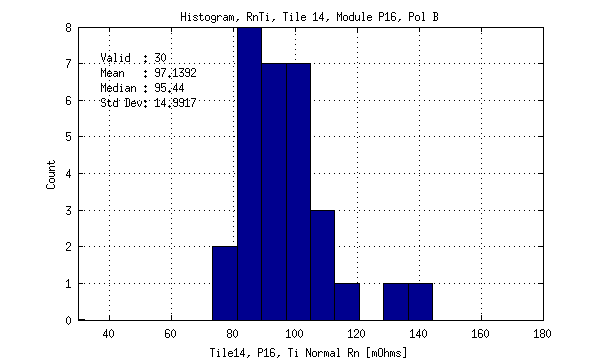 Histogram, RnTi, Tile 14, Module P16, Pol B
8
7
6
5
4
3
2
1
0
Count
Valid : 30
Mean : 97.1392
Median : 95.44
Std Dev: 14.9917
40 60 80 100 120 140 160 180
Tile14, P16, Ti Normal Rn [mOhms]